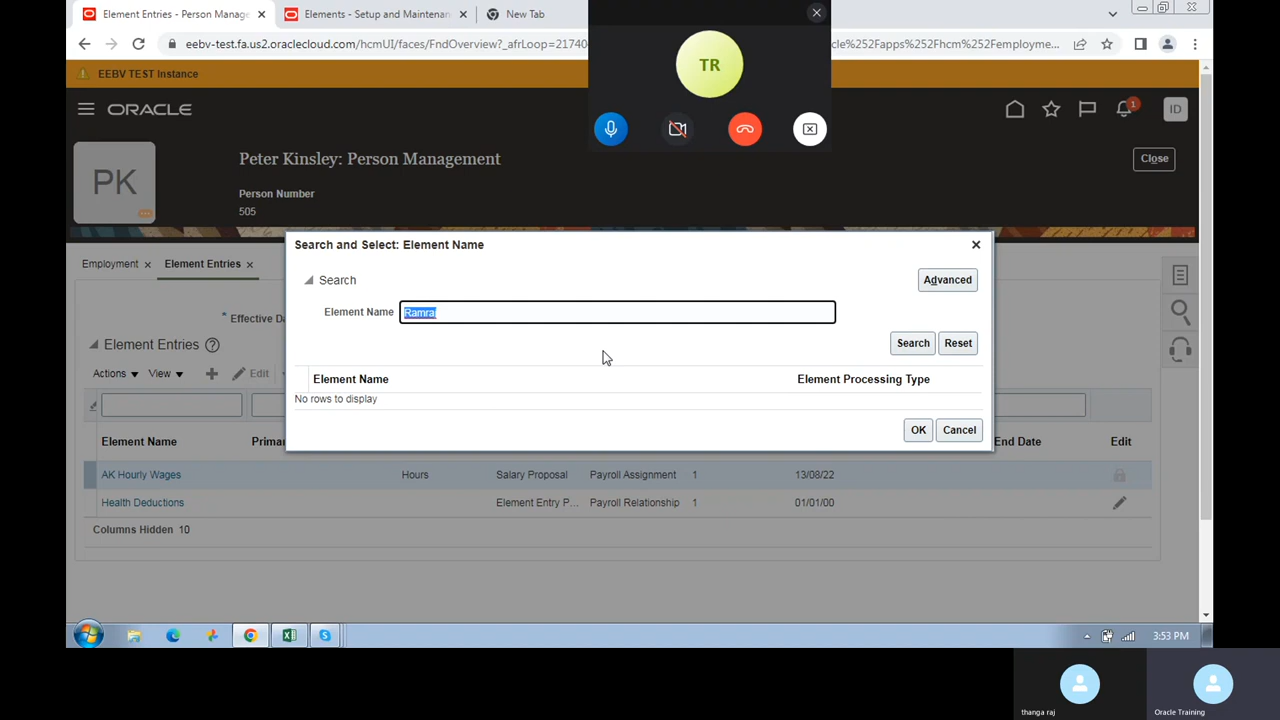 Element Entries - Person Manage
Elements - Setup and Maintenan
New Tab
eebv-test.fa.us2.oraclecloud.com/hcmUI/faces/FndOverview?_afrLoop=21740
cle%252Fapps%252Fhcm%252Femployme...
EEBV TEST Instance
TR
ORACLE
1
ID
PK
Peter Kinsley: Person Management
Close
Person Number
505
Search and Select: Element Name
Employment
Element Entries
Search
Advanced
Element Name
Ramraj
* Effective Da
Element Entries
Search
Reset
Actions
View
Edit
Element Name
Element Processing Type
No rows to display
OK
Cancel
Element Name
Prima
End Date
Edit
AK Hourly Wages
Hours
Salary Proposal
Payroll Assignment
1
13/08/22
Health Deductions
Element Entry P...
Payroll Relationship
1
01/01/00
Columns Hidden 10
3:53 PM
thanga raj
Oracle Training